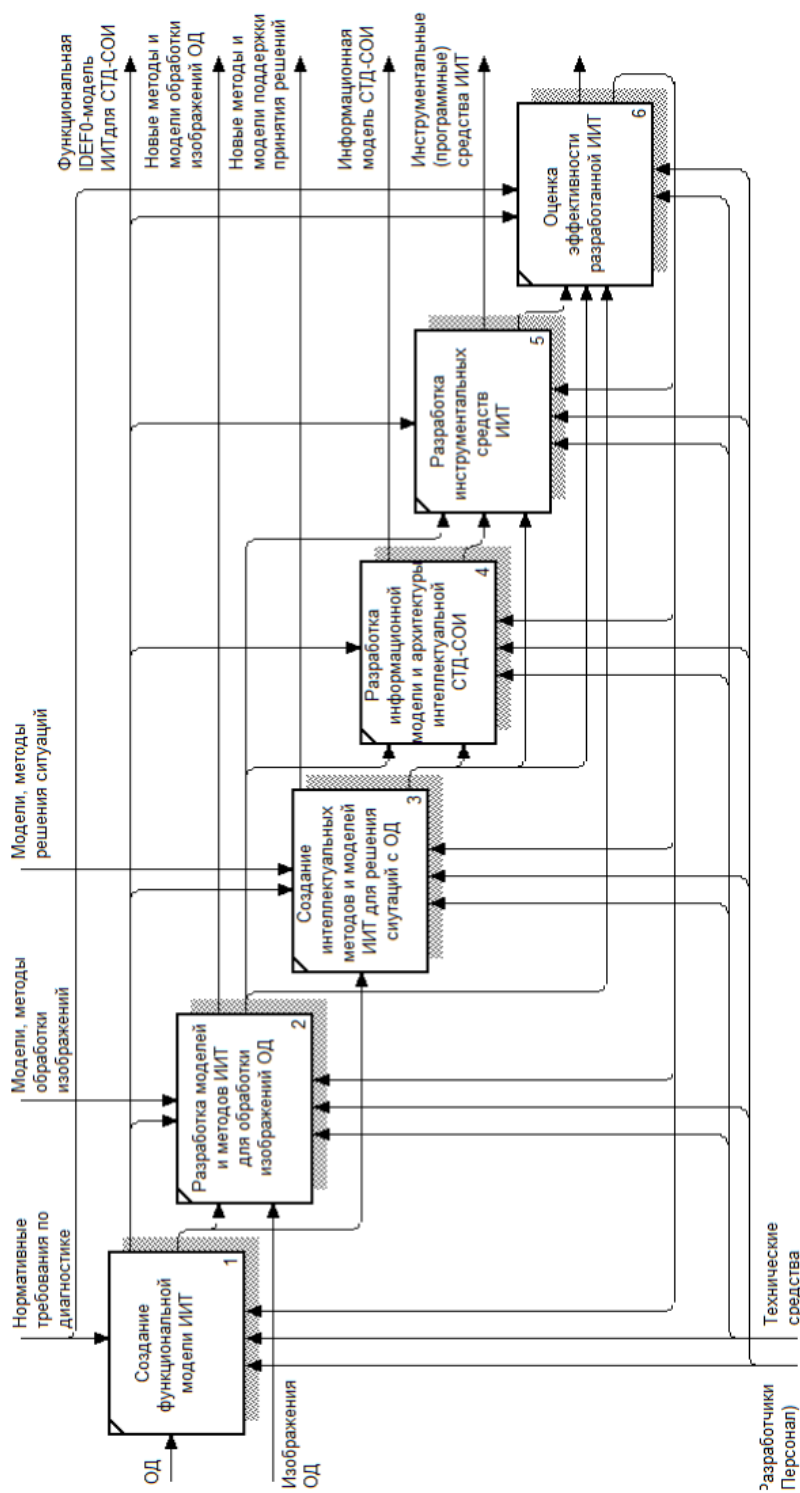 Нормативные
требования по
диагностике
Модели, методы
обработки
изображений
Модели, методы
решения ситуаций
Функциональная
IDEF0-модель
ИИТдля СТД-СОИ
Новые методы и
модели обработки
изображений ОД
Новые методы и
модели поддержки
принятия решений
Информационная
модель СТД-СОИ
Инструментальные
(программные)
средства ИИТ
ОД
Изображения
ОД
Создание
функциональной
модели ИИТ
1
Разработка моделей
и методов ИИТ
для обработки
изображений ОД
2
Создание
интеллектуальных
методов и моделей
ИИТ для решения
сиутаций с ОД
3
Разработка
информационной
модели и архитектуры
интеллектуальной
СТД-СОИ
4
Разработка
инструментальных
средств
ИИТ
5
Оценка
эффективности
разработанной ИИТ
6
Разработчики
Персонал)
Технические
средства